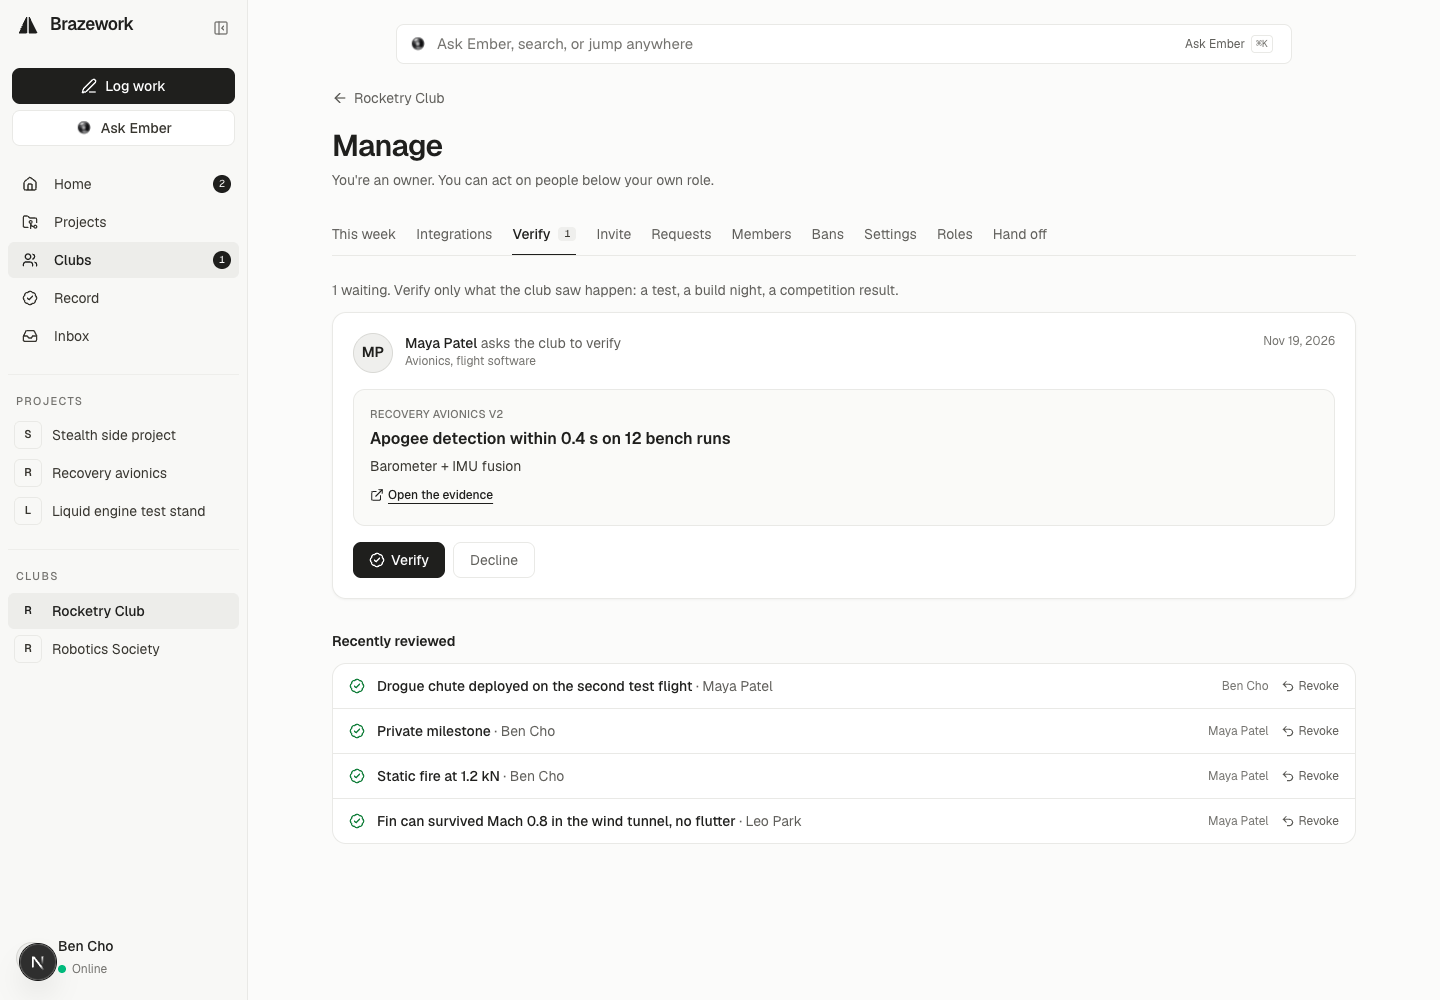 Brazework
Log work
Ask Ember
Home 2
Projects
Clubs 1
Record
Inbox
PROJECTS
S Stealth side project
R Recovery avionics
L Liquid engine test stand
CLUBS
R Rocketry Club
R Robotics Society
N Ben Cho
Online
Ask Ember, search, or jump anywhere Ask Ember ⌘K
Rocketry Club
Manage
You're an owner. You can act on people below your own role.
This week Integrations Verify 1 Invite Requests Members Bans Settings Roles Hand off
1 waiting. Verify only what the club saw happen: a test, a build night, a competition result.
MP Maya Patel asks the club to verify Nov 19, 2026
Avionics, flight software
RECOVERY AVIONICS V2
Apogee detection within 0.4 s on 12 bench runs
Barometer + IMU fusion
Open the evidence
Verify Decline
Recently reviewed
Drogue chute deployed on the second test flight · Maya Patel Ben Cho Revoke
Private milestone · Ben Cho Maya Patel Revoke
Static fire at 1.2 kN · Ben Cho Maya Patel Revoke
Fin can survived Mach 0.8 in the wind tunnel, no flutter · Leo Park Maya Patel Revoke